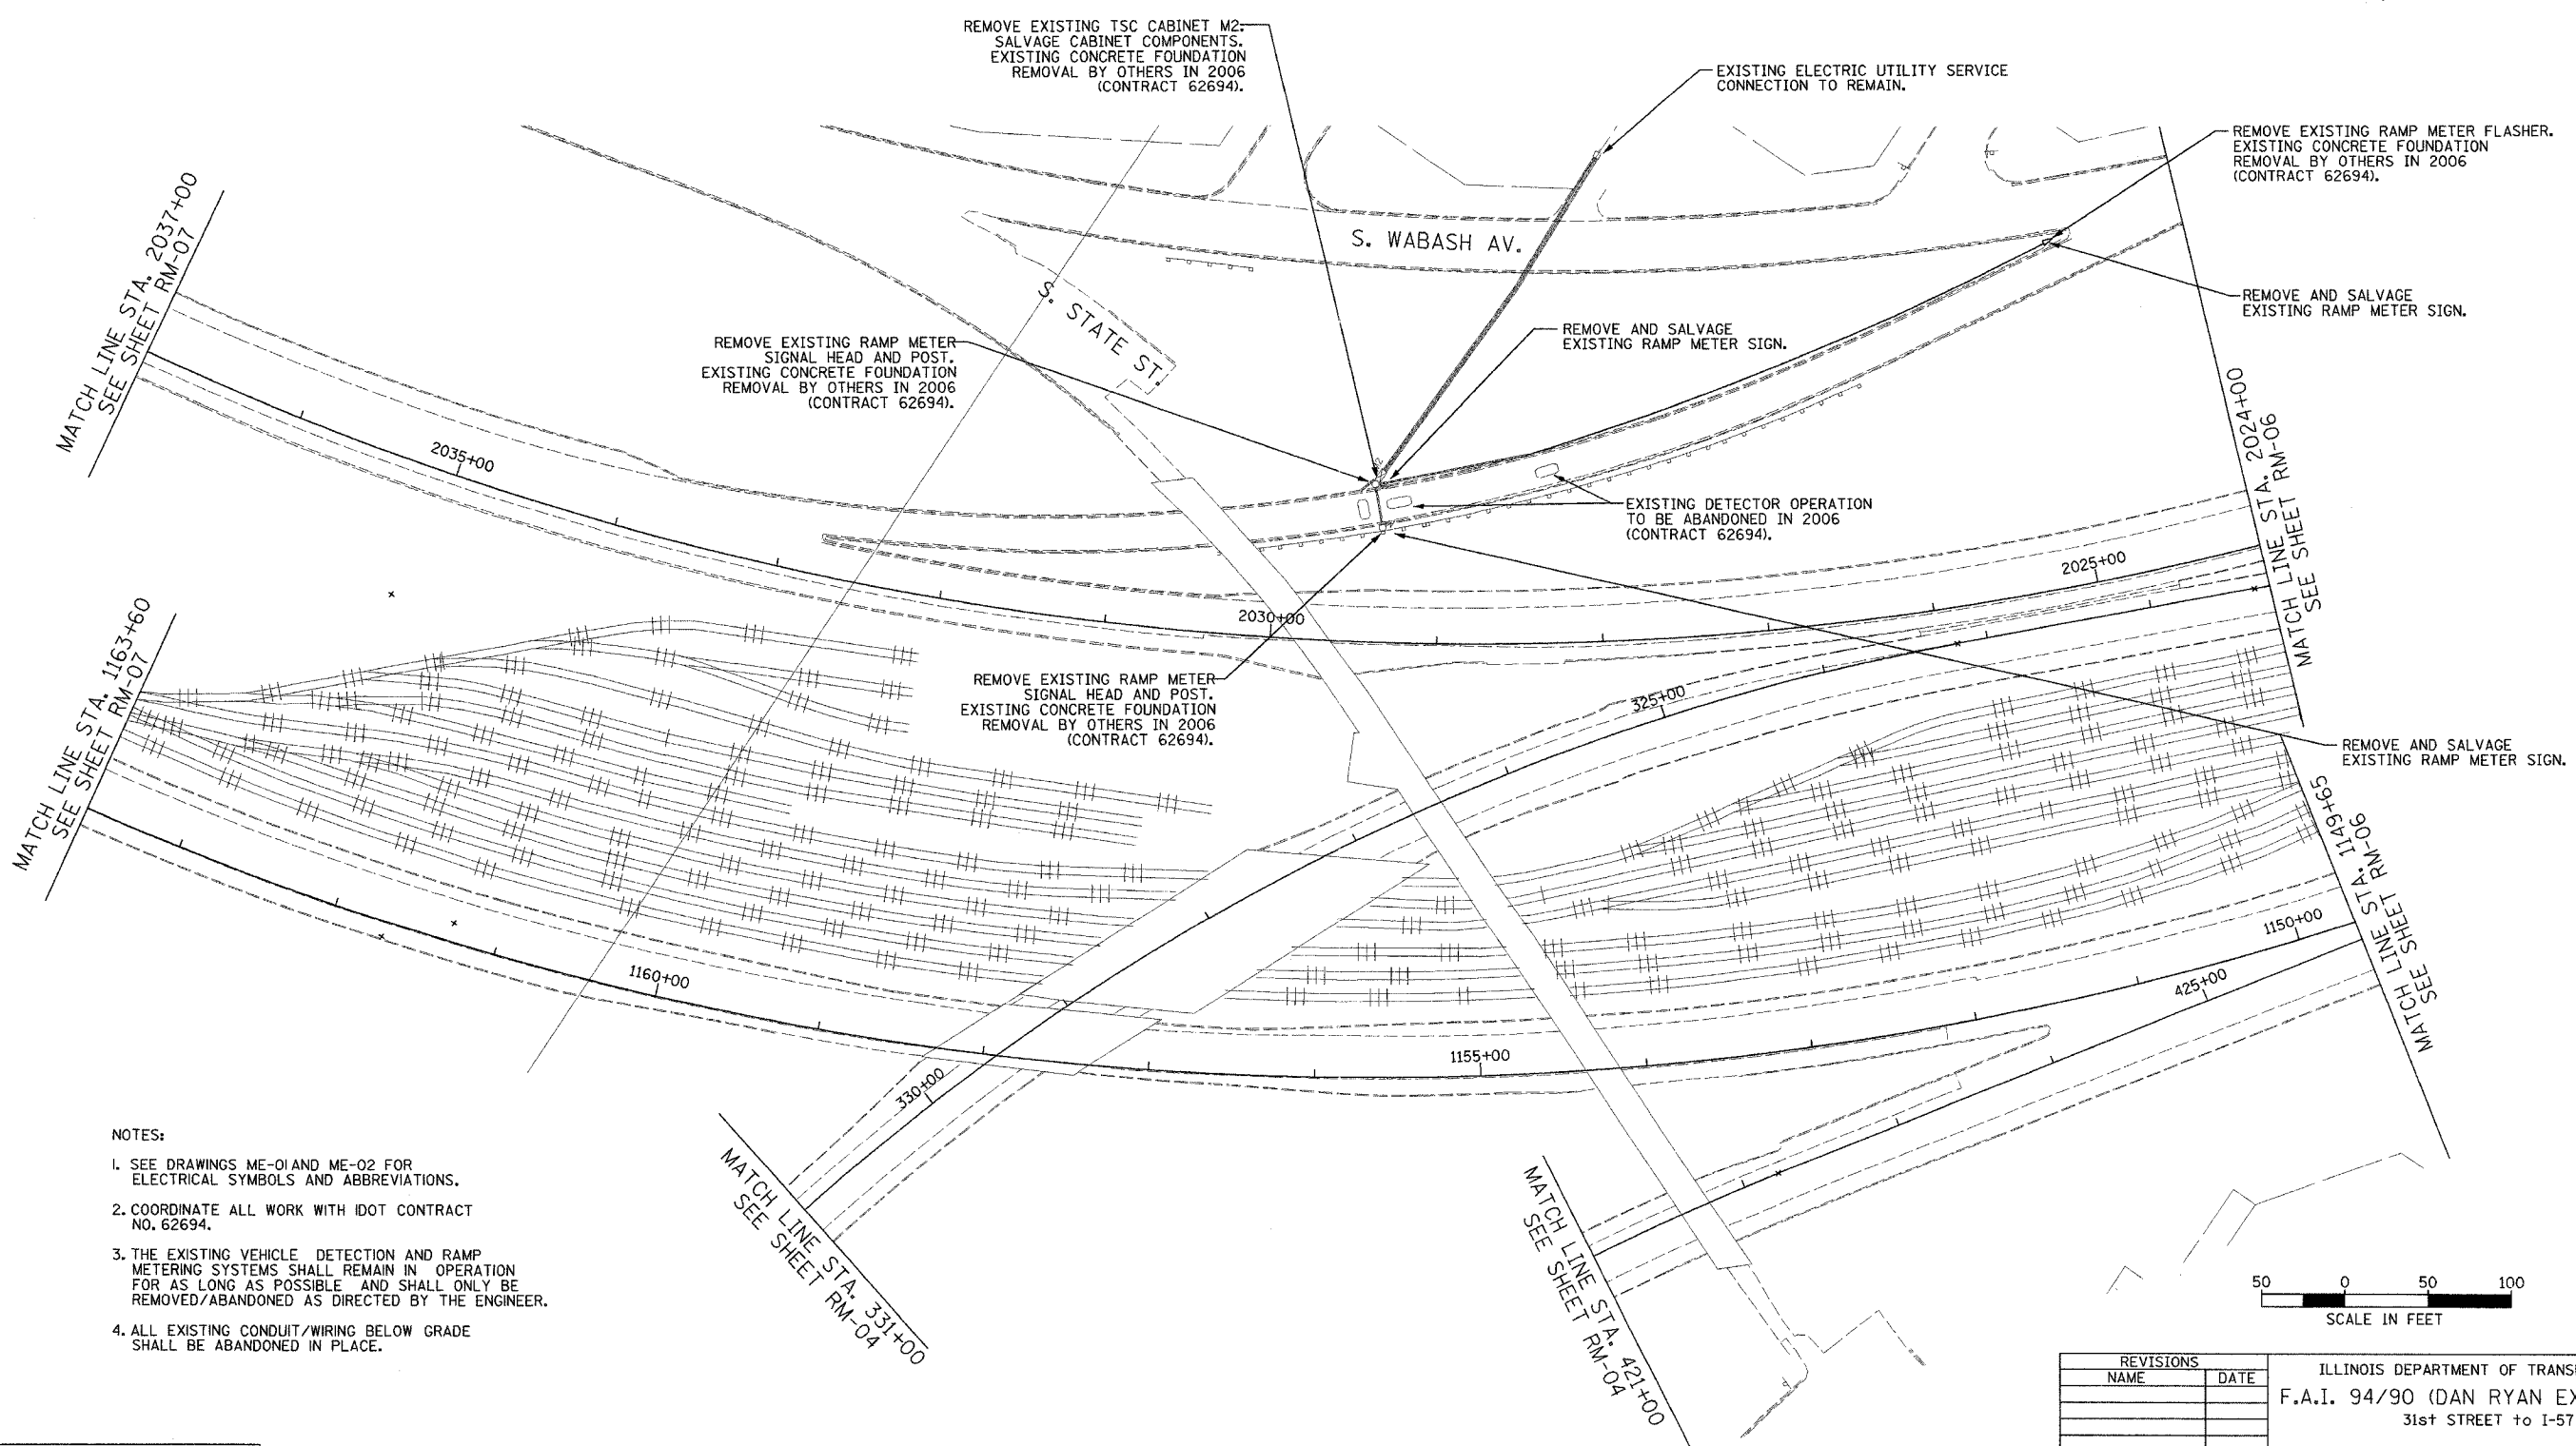 REMOVE EXISTING TSC CABINET M2.
SALVAGE CABINET COMPONENTS.
EXISTING CONCRETE FOUNDATION
REMOVAL BY OTHERS IN 2006
(CONTRACT 62694).
EXISTING ELECTRIC UTILITY SERVICE
CONNECTION TO REMAIN.
REMOVE EXISTING RAMP METER FLASHER.
EXISTING CONCRETE FOUNDATION
REMOVAL BY OTHERS IN 2006
(CONTRACT 62694).
MATCH LINE STA. 2037+00
SEE SHEET RM-07
S. WABASH AV.
S. STATE ST.
REMOVE AND SALVAGE
EXISTING RAMP METER SIGN.
REMOVE EXISTING RAMP METER
SIGNAL HEAD AND POST.
EXISTING CONCRETE FOUNDATION
REMOVAL BY OTHERS IN 2006
(CONTRACT 62694).
REMOVE AND SALVAGE
EXISTING RAMP METER SIGN.
2035+00
EXISTING DETECTOR OPERATION
TO BE ABANDONED IN 2006
(CONTRACT 62694).
MATCH LINE STA. 2024+00
SEE SHEET RM-06
2025+00
2030+00
MATCH LINE STA. 1163+60
SEE SHEET RM-07
REMOVE EXISTING RAMP METER
SIGNAL HEAD AND POST.
EXISTING CONCRETE FOUNDATION
REMOVAL BY OTHERS IN 2006
(CONTRACT 62694).
325+00
REMOVE AND SALVAGE
EXISTING RAMP METER SIGN.
MATCH LINE STA. 1149+65
SEE SHEET RM-06
1150+00
425+00
1160+00
1155+00
330+00
NOTES:
1. SEE DRAWINGS ME-01 AND ME-02 FOR
ELECTRICAL SYMBOLS AND ABBREVIATIONS.
2. COORDINATE ALL WORK WITH IDOT CONTRACT
NO. 62694.
3. THE EXISTING VEHICLE DETECTION AND RAMP
METERING SYSTEMS SHALL REMAIN IN OPERATION
FOR AS LONG AS POSSIBLE AND SHALL ONLY BE
REMOVED/ABANDONED AS DIRECTED BY THE ENGINEER.
4. ALL EXISTING CONDUIT/WIRING BELOW GRADE
SHALL BE ABANDONED IN PLACE.
MATCH LINE STA. 331+00
SEE SHEET RM-04
MATCH LINE STA. 421+00
SEE SHEET RM-04
50 0 50 100
SCALE IN FEET
REVISIONS
NAME DATE
ILLINOIS DEPARTMENT OF TRANS
F.A.I. 94/90 (DAN RYAN EX
31st STREET to I-57